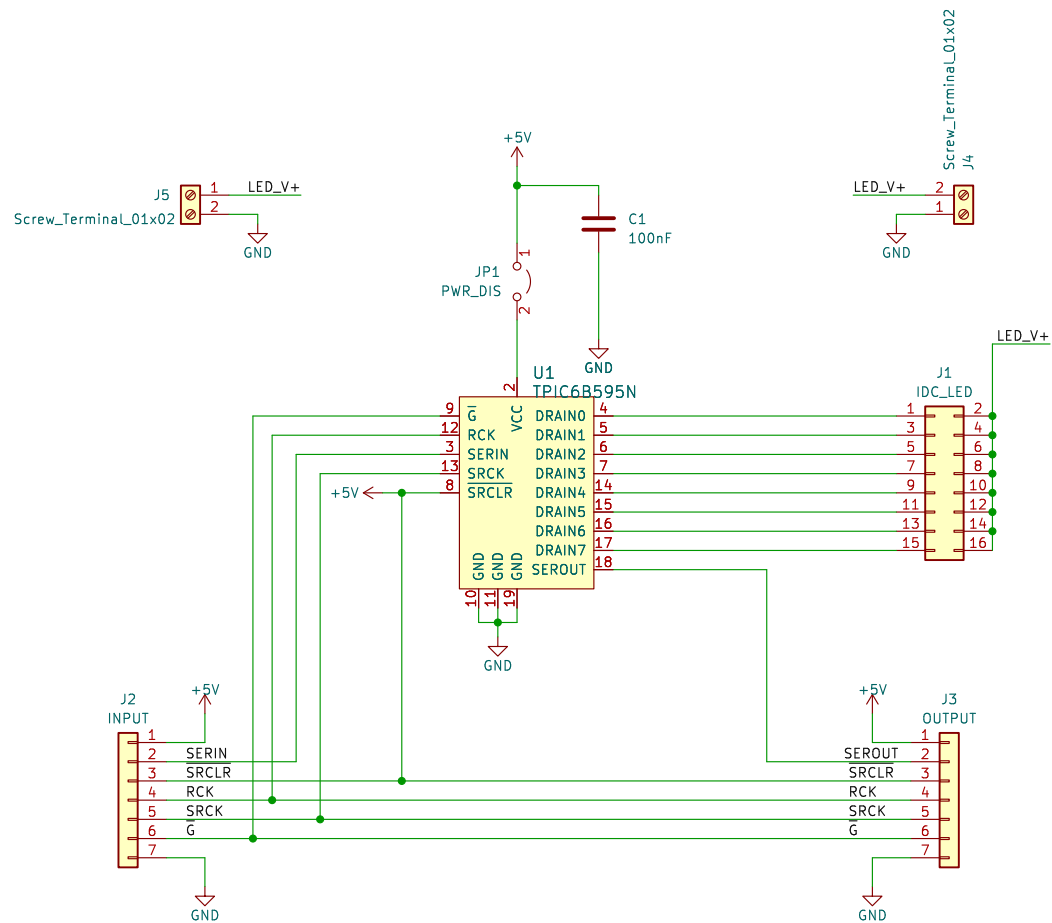 Screw_Terminal_01x02
J4
+5V
J5
1
LED_V+
2
Screw_Terminal_01x02
GND
LED_V+
2
1
GND
C1
100nF
1
JP1
PWR_DIS
2
GND
LED_V+
U1
TPIC6B595N
J1
IDC_LED
2
VCC
9
G̅
DRAIN0
4
1
2
12
RCK
DRAIN1
5
3
4
3
SERIN
DRAIN2
6
5
6
13
SRCK
DRAIN3
7
7
8
+5V
8
S̅R̅C̅L̅R̅
DRAIN4
14
9
10
DRAIN5
15
11
12
DRAIN6
16
13
14
DRAIN7
17
15
16
SEROUT
18
GND
GND
GND
10
11
19
GND
J2
INPUT
+5V
1
2
SERIN
3
S̅R̅C̅L̅R̅
4
RCK
5
SRCK
6
G̅
7
GND
+5V
J3
OUTPUT
1
SEROUT
2
S̅R̅C̅L̅R̅
3
RCK
4
SRCK
5
G̅
6
7
GND